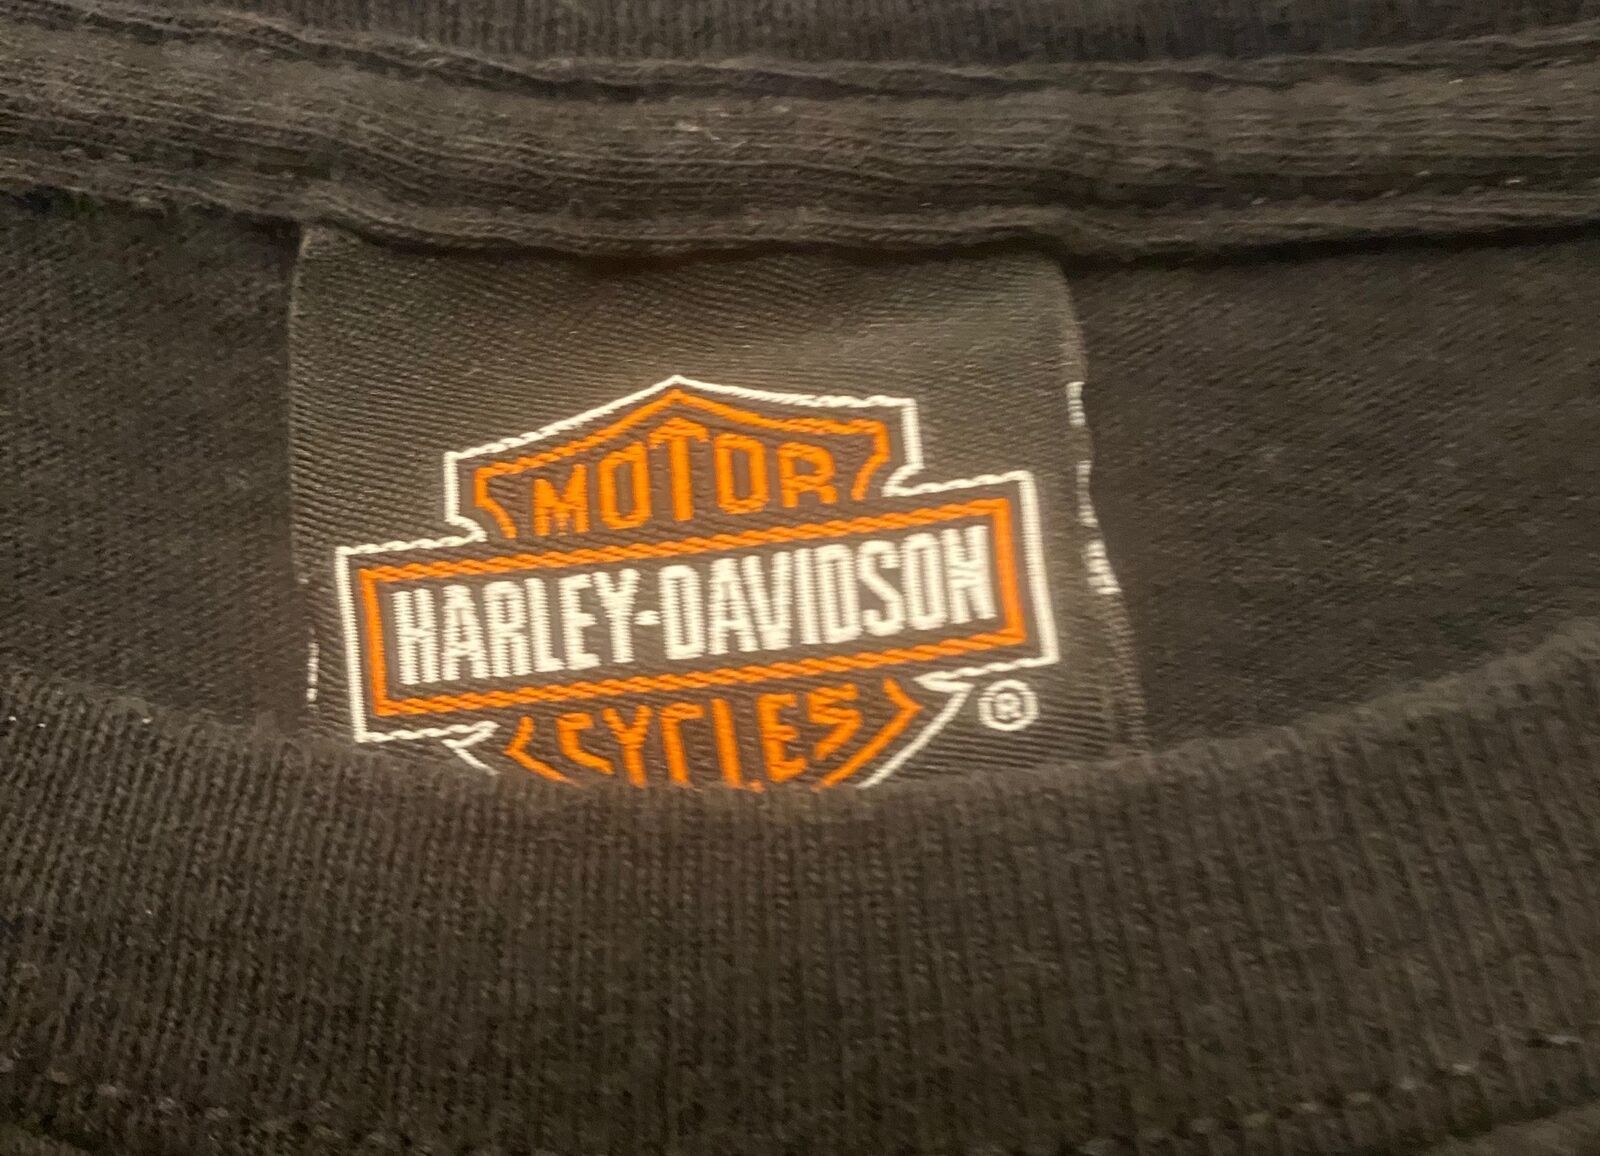 MOTOR
HARLEY-DAVIDSON
CYCLES
®